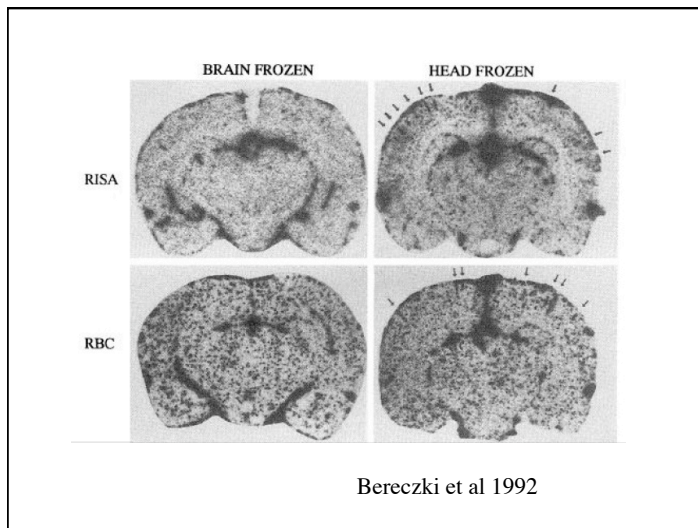 BRAIN FROZEN HEAD FROZEN
RISA
RBC
Bereczki et al 1992